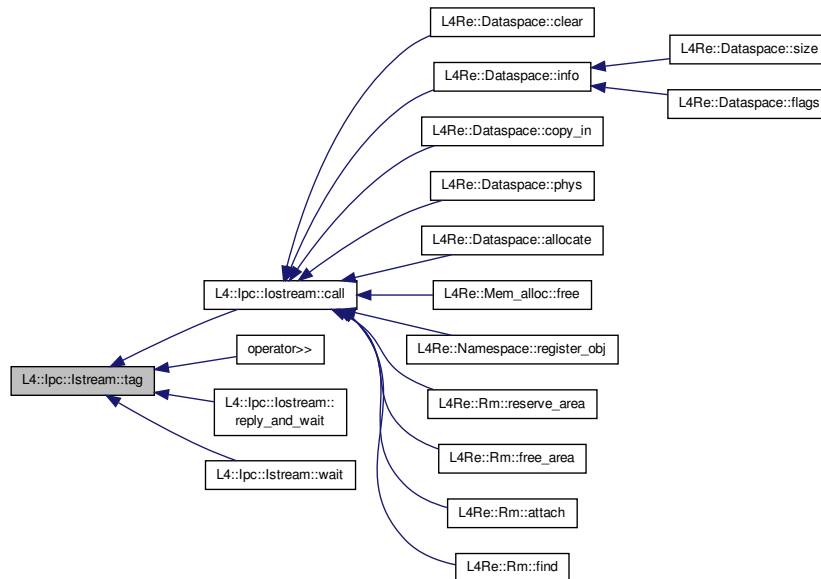 L4Re::Dataspace::clear
L4Re::Dataspace::size
L4Re::Dataspace::info
L4Re::Dataspace::flags
L4Re::Dataspace::copy_in
L4Re::Dataspace::phys
L4Re::Dataspace::allocate
L4::Ipc::Iostream::call
L4Re::Mem_alloc::free
operator>>
L4Re::Namespace::register_obj
L4::Ipc::Istream::tag
L4::Ipc::Iostream::
reply_and_wait
L4Re::Rm::reserve_area
L4Re::Rm::free_area
L4::Ipc::Istream::wait
L4Re::Rm::attach
L4Re::Rm::find